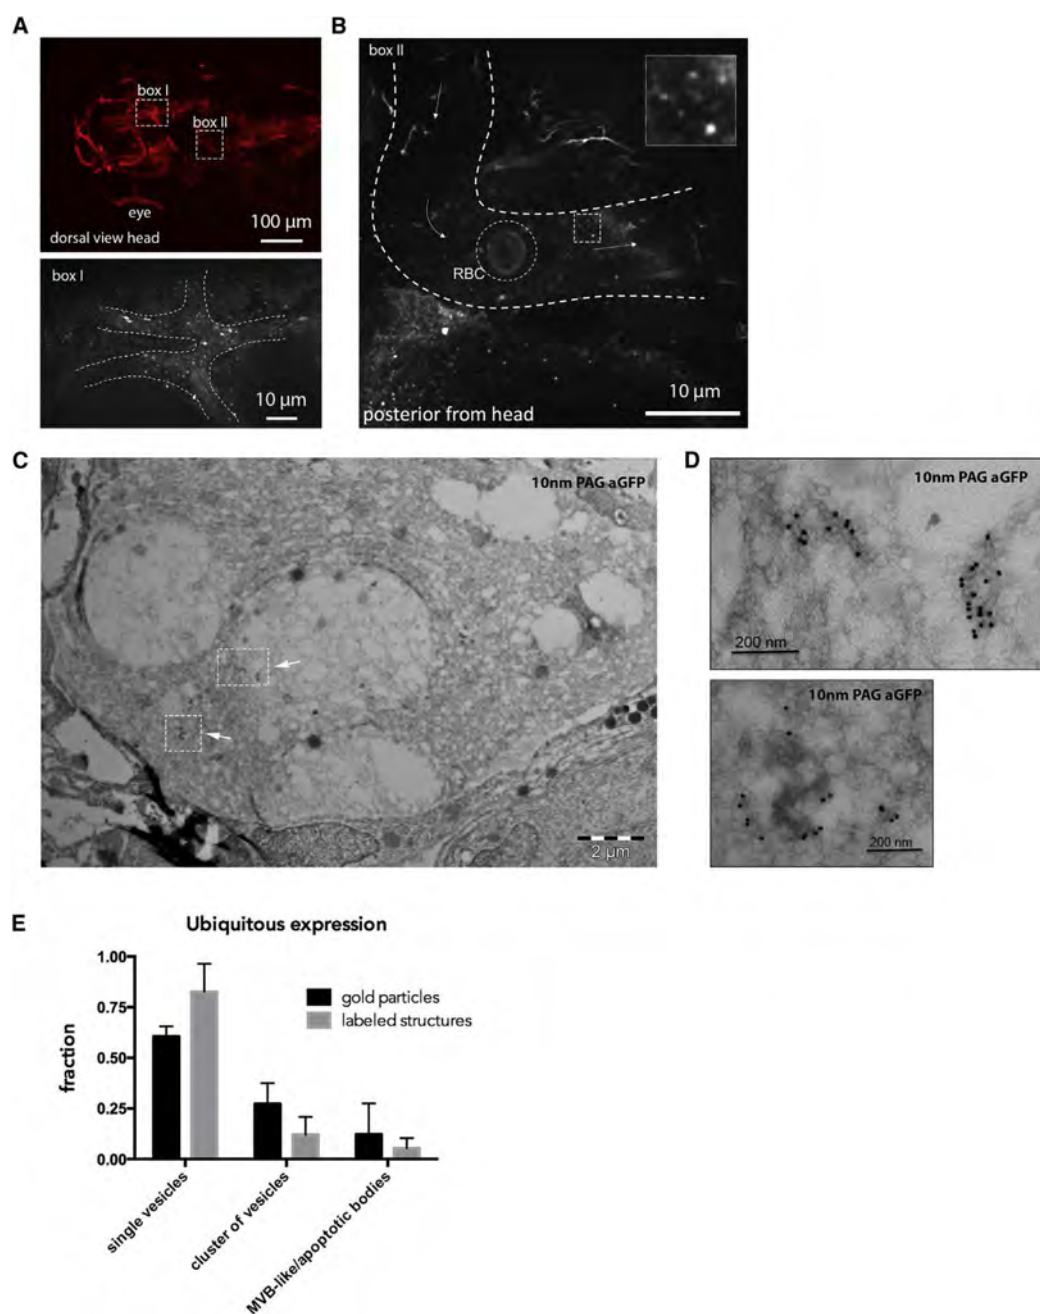 A
box I
box II
eye
100 μm
dorsal view head
box I
10 μm
B
box II
RBC
10 μm
posterior from head
C
10nm PAG aGFP
2 μm
D
10nm PAG aGFP
200 nm
10nm PAG aGFP
200 nm
E
Ubiquitous expression
1.00
0.75
0.50
0.25
0.00
fraction
gold particles
labeled structures
single vesicles
cluster of vesicles
MVB-like/apoptotic bodies